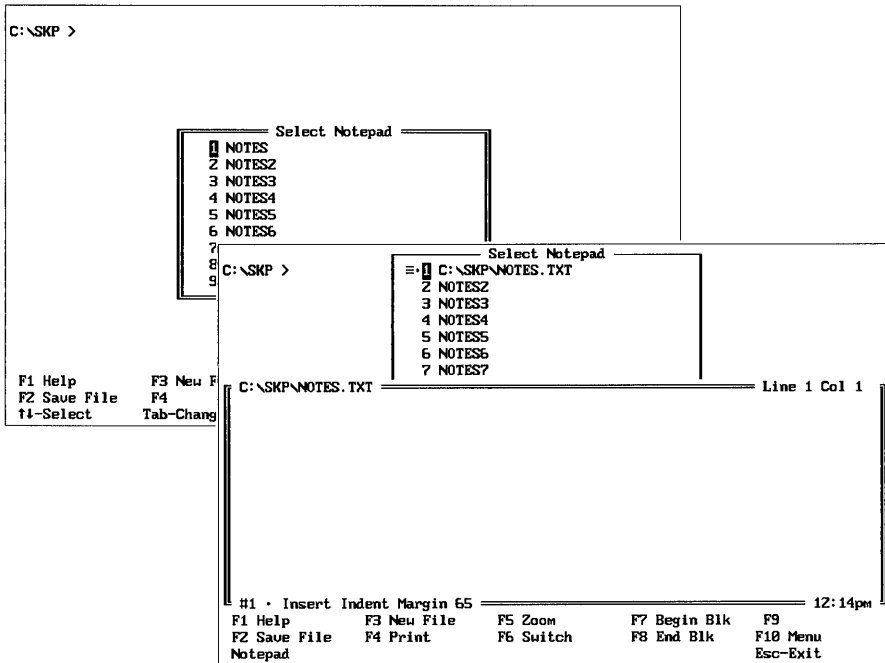 C:\SKP >
Select Notepad
1 NOTES
2 NOTES2
3 NOTES3
4 NOTES4
5 NOTES5
6 NOTES6
7
8
9
F1 Help F3 New F
F2 Save File F4
↑↓-Select Tab-Chang
Select Notepad
C:\SKP > ≡·1 C:\SKP\NOTES.TXT
2 NOTES2
3 NOTES3
4 NOTES4
5 NOTES5
6 NOTES6
7 NOTES7
C:\SKP\NOTES.TXT Line 1 Col 1
#1 · Insert Indent Margin 65 12:14pm
F1 Help F3 New File F5 Zoom F7 Begin Blk F9
F2 Save File F4 Print F6 Switch F8 End Blk F10 Menu
Notepad Esc-Exit